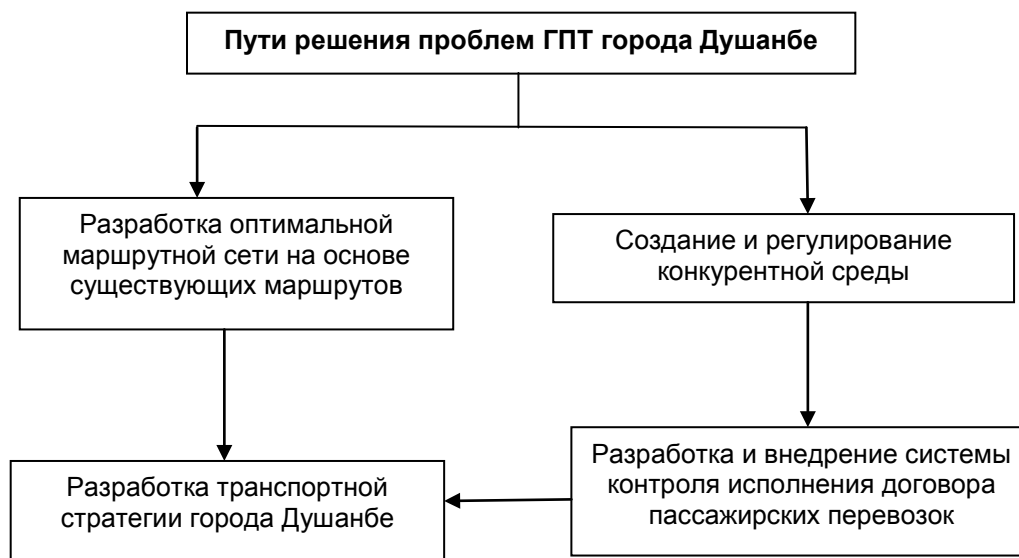 Пути решения проблем ГПТ города Душанбе
Разработка оптимальной
маршрутной сети на основе
существующих маршрутов
Создание и регулирование
конкурентной среды
Разработка транспортной
стратегии города Душанбе
Разработка и внедрение системы
контроля исполнения договора
пассажирских перевозок